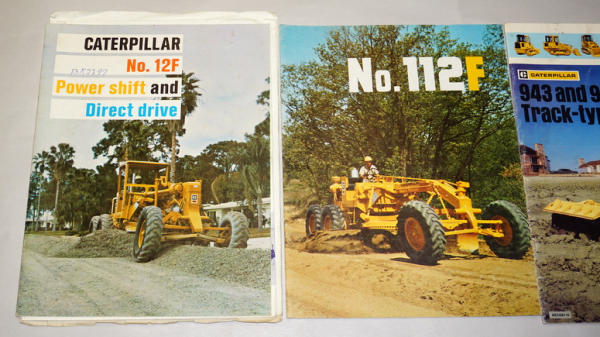 CATERPILLAR
No. 12F
Power shift and
Direct drive
No.112F
CATERPILLAR
943 and 9
Track-typ